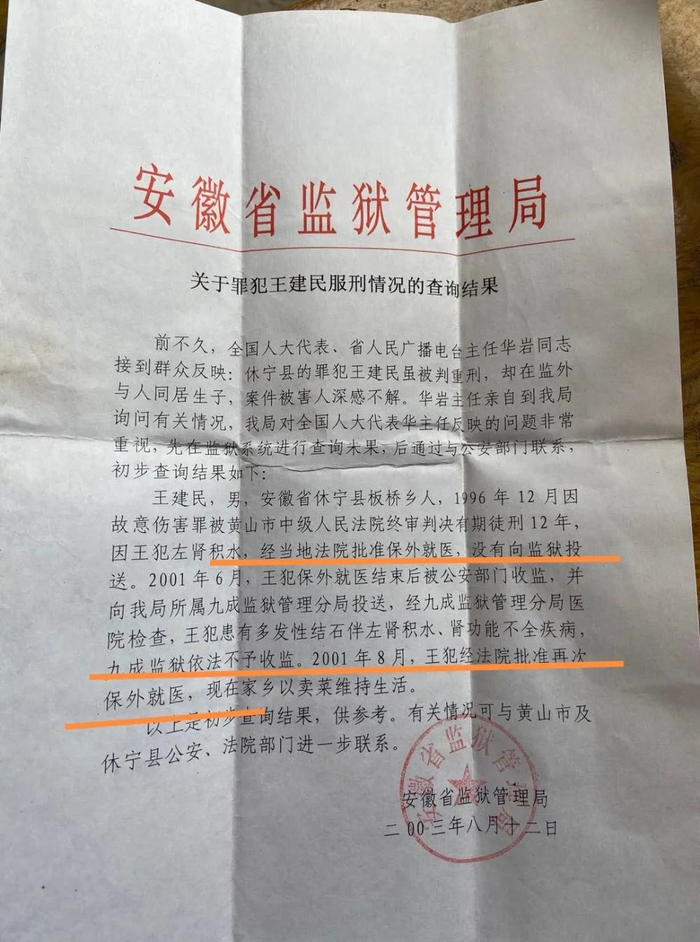 安徽省监狱管理局
关于罪犯王建民服刑情况的查询结果
前不久，全国人大代表、省人民广播电台主任华岩同志
接到群众反映：休宁县的罪犯王建民虽被判重刑，却在监外
与人同居生子，案件被害人深感不解。华岩主任亲自到我局
询问有关情况，我局对全国人大代表华主任反映的问题非常
重视，先在监狱系统进行查询未果，后通过与公安部门联系，
初步查询结果如下：
王建民，男，安徽省休宁县板桥乡人，1996年12月因
故意伤害罪被黄山市中级人民法院终审判决有期徒刑12年，
因王犯左肾积水，经当地法院批准保外就医，没有向监狱投
送。2001年6月，王犯保外就医结束后被公安部门收监，并
向我局所属九成监狱管理分局投送，经九成监狱管理分局医
院检查，王犯患有多发性结石伴左肾积水、肾功能不全疾病，
九成监狱依法不予收监。2001年8月，王犯经法院批准再次
保外就医，现在家乡以卖菜维持生活。
以上是初步查询结果，供参考。有关情况可与黄山市及
休宁县公安、法院部门进一步联系。
安徽省监狱管理局
二00三年八月十二日
安徽省监狱管理局